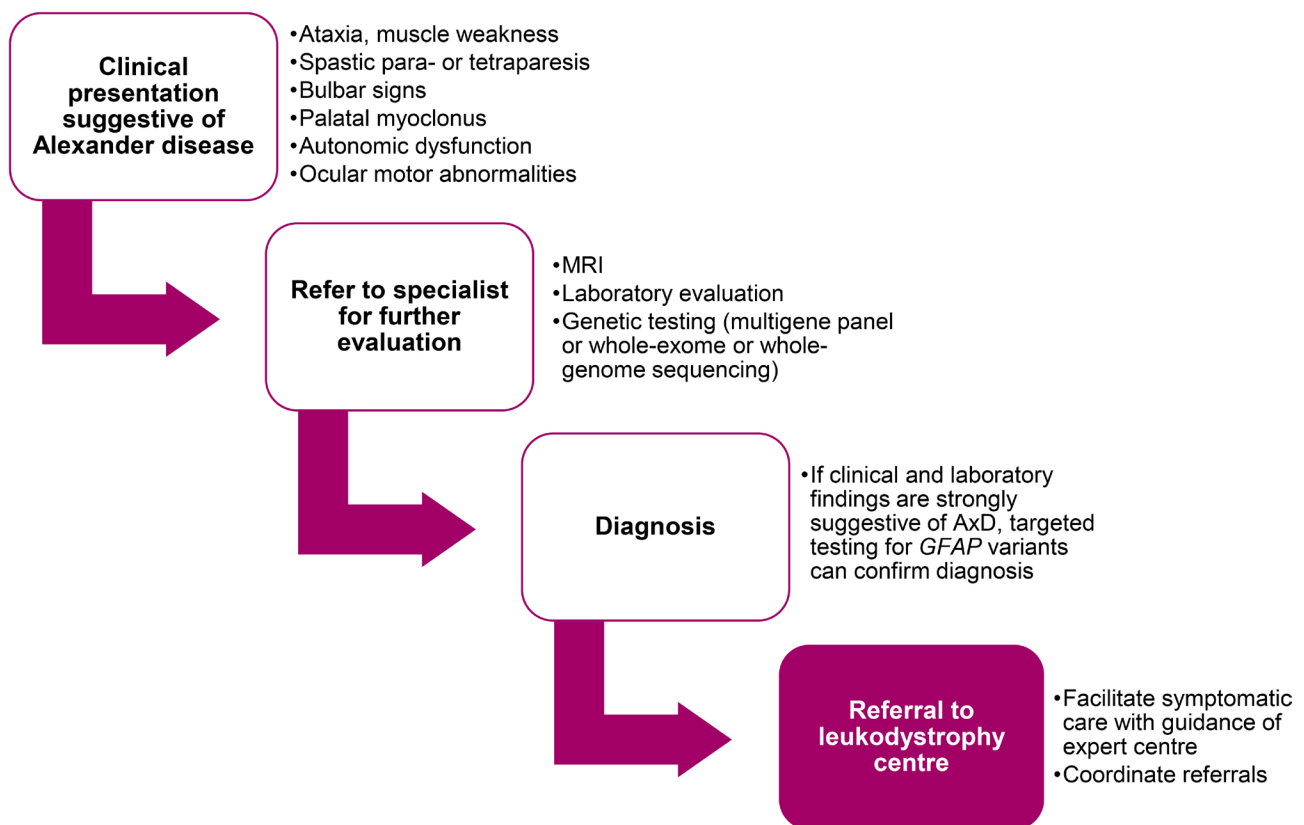 Clinical
presentation
suggestive of
Alexander disease
•Ataxia, muscle weakness
•Spastic para- or tetraparesis
•Bulbar signs
•Palatal myoclonus
•Autonomic dysfunction
•Ocular motor abnormalities
Refer to specialist
for further
evaluation
•MRI
•Laboratory evaluation
•Genetic testing (multigene panel
or whole-exome or whole-
genome sequencing)
Diagnosis
•If clinical and laboratory
findings are strongly
suggestive of AxD, targeted
testing for GFAP variants
can confirm diagnosis
Referral to
leukodystrophy
centre
•Facilitate symptomatic
care with guidance of
expert centre
•Coordinate referrals